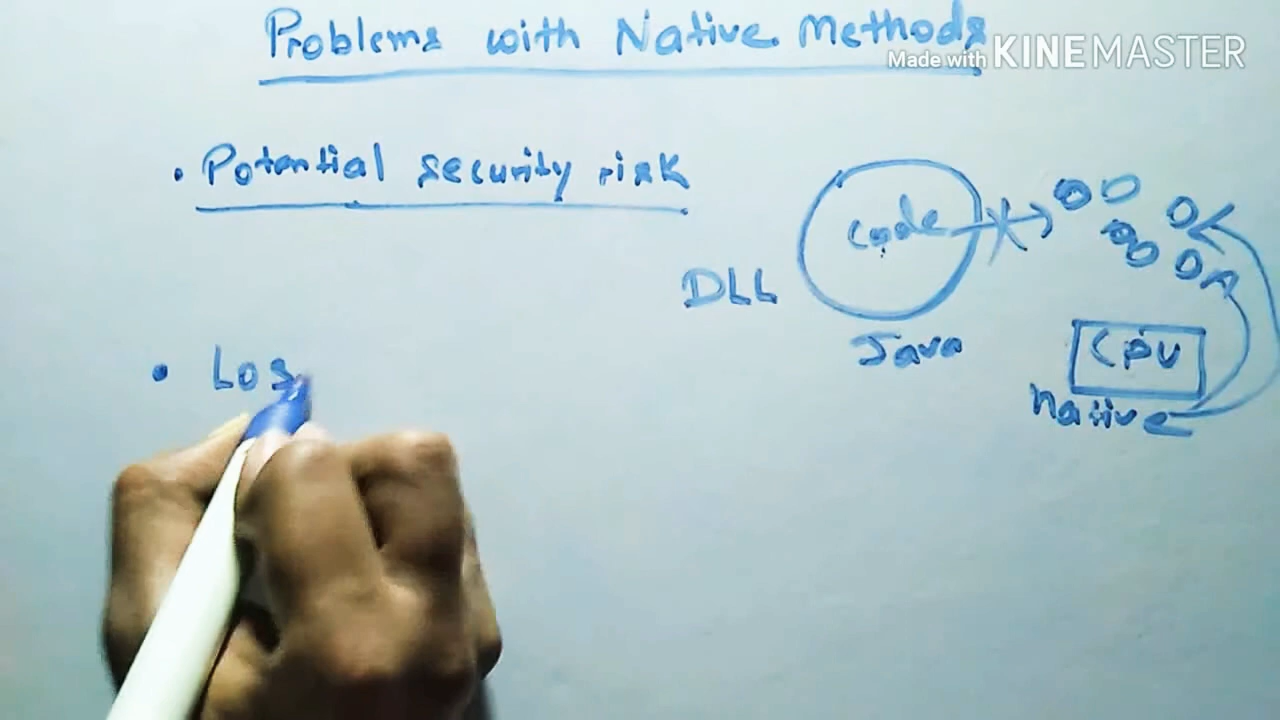 Problems with Native Methods
Made with KINEMASTER
• Potential security risk
code
DLL
Java
CPU
Native
• Los